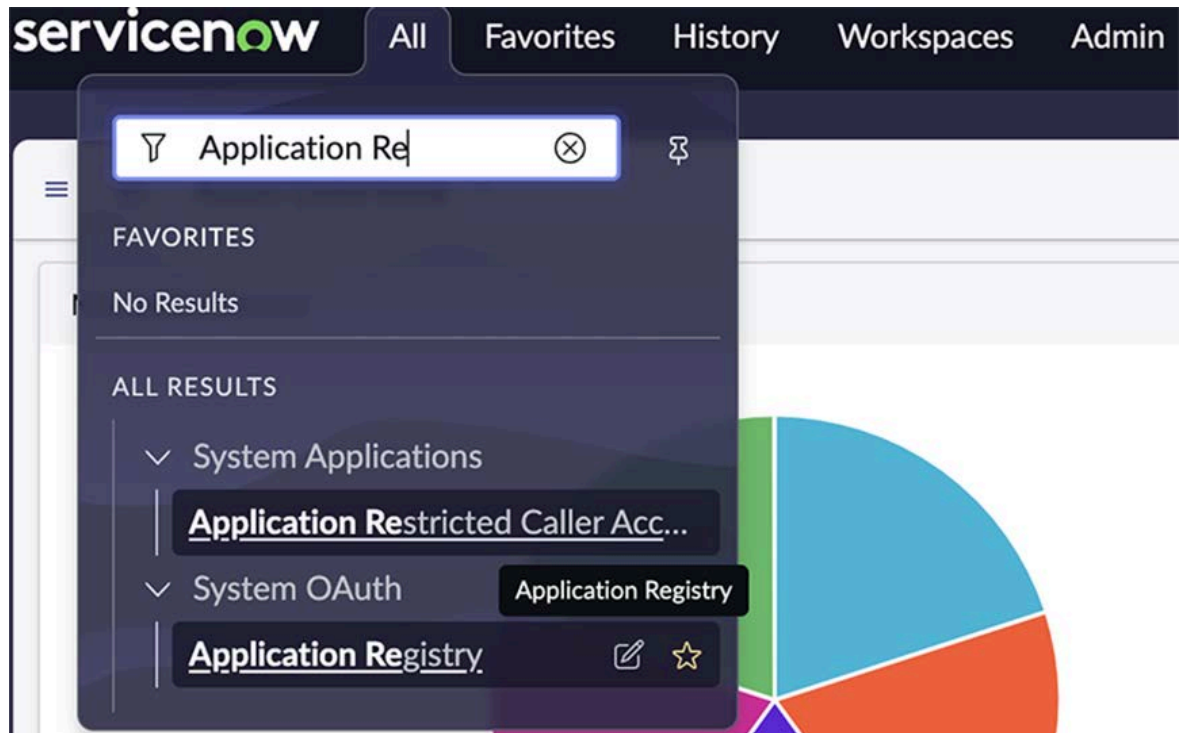 servicenow All Favorites History Workspaces Admin
Application Re
FAVORITES
No Results
ALL RESULTS
System Applications
Application Restricted Caller Acc...
System OAuth
Application Registry
Application Registry